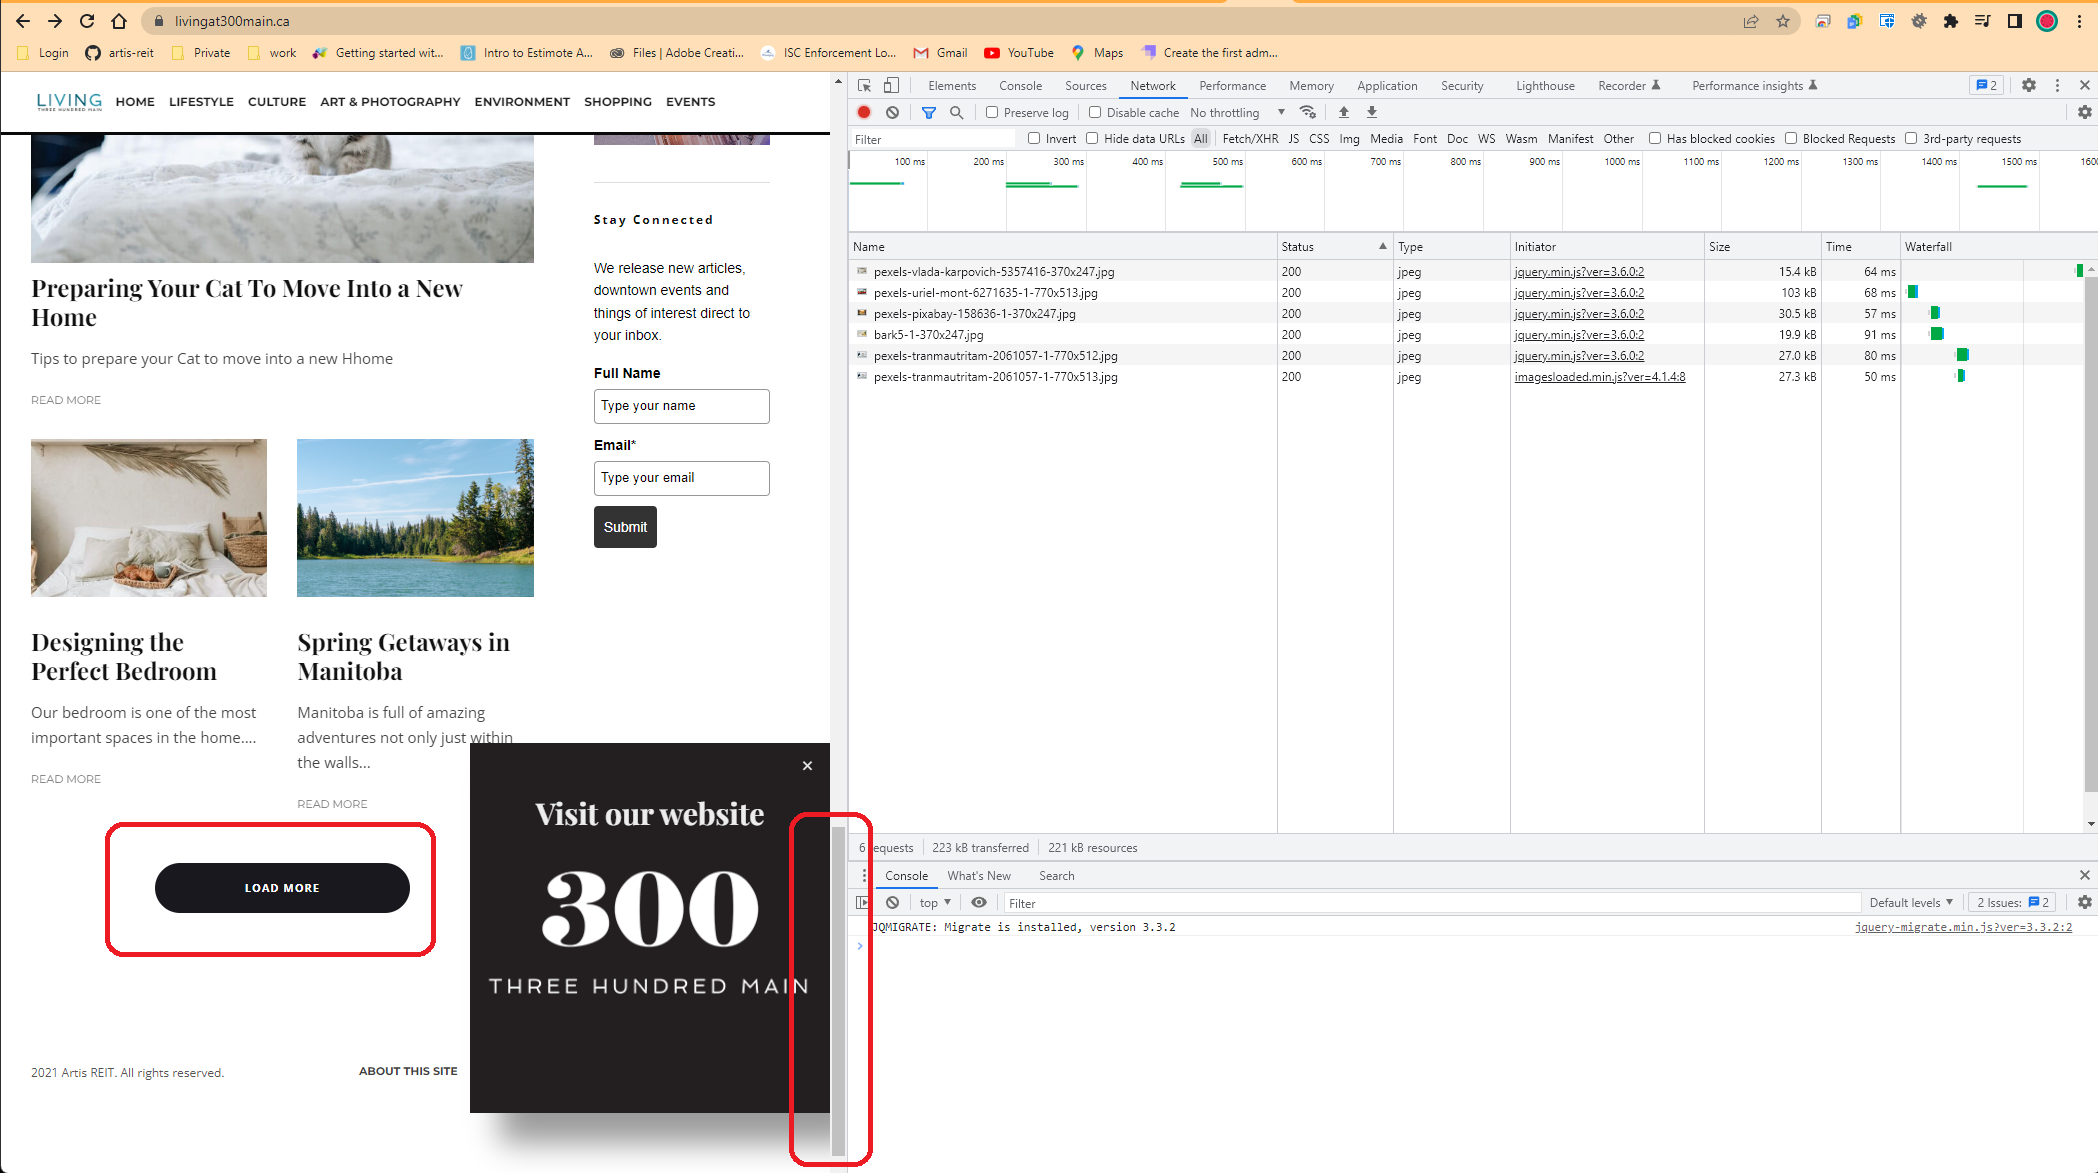 livingat300main.ca
Login
artis-reit
Private
work
Getting started wit...
Intro to Estimote A...
Files | Adobe Creati...
ISC Enforcement Lo...
Gmail
YouTube
Maps
Create the first adm...
LIVING
THREE HUNDRED MAIN
HOME LIFESTYLE CULTURE ART & PHOTOGRAPHY ENVIRONMENT SHOPPING EVENTS
Preparing Your Cat To Move Into a New
Home
Tips to prepare your Cat to move into a new Hhome
READ MORE
Designing the
Perfect Bedroom
Our bedroom is one of the most
important spaces in the home....
READ MORE
Spring Getaways in
Manitoba
Manitoba is full of amazing
adventures not only just within
the walls...
READ MORE
LOAD MORE
2021 Artis REIT. All rights reserved.
ABOUT THIS SITE
Stay Connected
We release new articles,
downtown events and
things of interest direct to
your inbox.
Full Name
Type your name
Email*
Type your email
Submit
×
Visit our website
300
THREE HUNDRED MAIN
Elements Console Sources Network Performance Memory Application Security Lighthouse Recorder Performance insights 2
Preserve log Disable cache No throttling
Filter Invert Hide data URLs All Fetch/XHR JS CSS Img Media Font Doc WS Wasm Manifest Other Has blocked cookies Blocked Requests 3rd-party requests
100 ms 200 ms 300 ms 400 ms 500 ms 600 ms 700 ms 800 ms 900 ms 1000 ms 1100 ms 1200 ms 1300 ms 1400 ms 1500 ms 160
Name Status Type Initiator Size Time Waterfall
pexels-vlada-karpovich-5357416-370x247.jpg 200 jpeg jquery.min.js?ver=3.6.0:2 15.4 kB 64 ms
pexels-uriel-mont-6271635-1-770x513.jpg 200 jpeg jquery.min.js?ver=3.6.0:2 103 kB 68 ms
pexels-pixabay-158636-1-370x247.jpg 200 jpeg jquery.min.js?ver=3.6.0:2 30.5 kB 57 ms
bark5-1-370x247.jpg 200 jpeg jquery.min.js?ver=3.6.0:2 19.9 kB 91 ms
pexels-tranmautritam-2061057-1-770x512.jpg 200 jpeg jquery.min.js?ver=3.6.0:2 27.0 kB 80 ms
pexels-tranmautritam-2061057-1-770x513.jpg 200 jpeg imagesloaded.min.js?ver=4.1.4:8 27.3 kB 50 ms
6 requests 223 kB transferred 221 kB resources
Console What's New Search
top Filter Default levels 2 Issues: 2
JQMIGRATE: Migrate is installed, version 3.3.2 jquery-migrate.min.js?ver=3.3.2:2